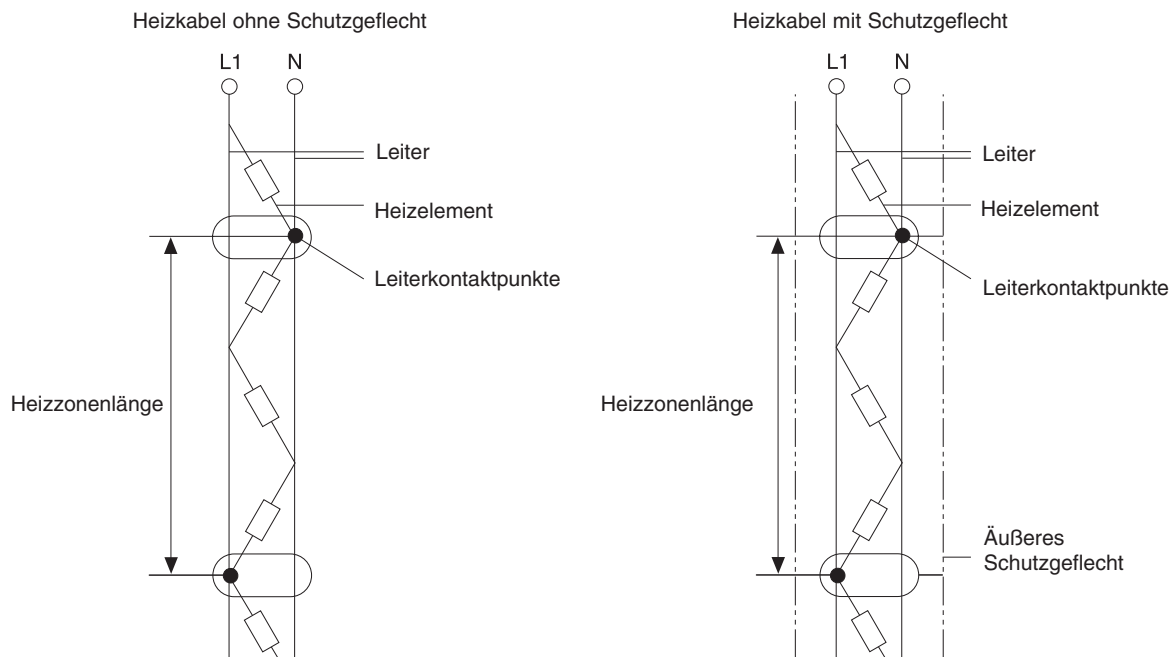 Heizkabel ohne Schutzgeflecht
L1
N
Leiter
Heizelement
Leiterkontaktpunkte
Heizzonenlänge
Heizkabel mit Schutzgeflecht
L1
N
Leiter
Heizelement
Leiterkontaktpunkte
Heizzonenlänge
Äußeres
Schutzgeflecht